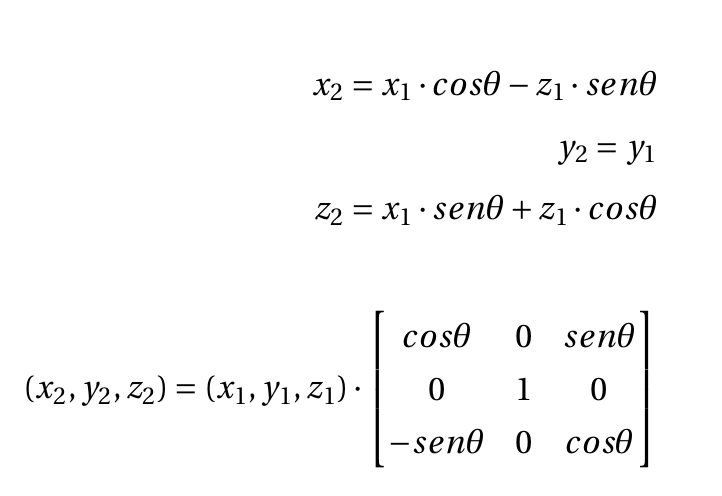 x₂ = x₁ · cosθ − z₁ · senθ
y₂ = y₁
z₂ = x₁ · senθ + z₁ · cosθ
(x₂, y₂, z₂) = (x₁, y₁, z₁) · [cosθ 0 senθ
0 1 0
−senθ 0 cosθ]